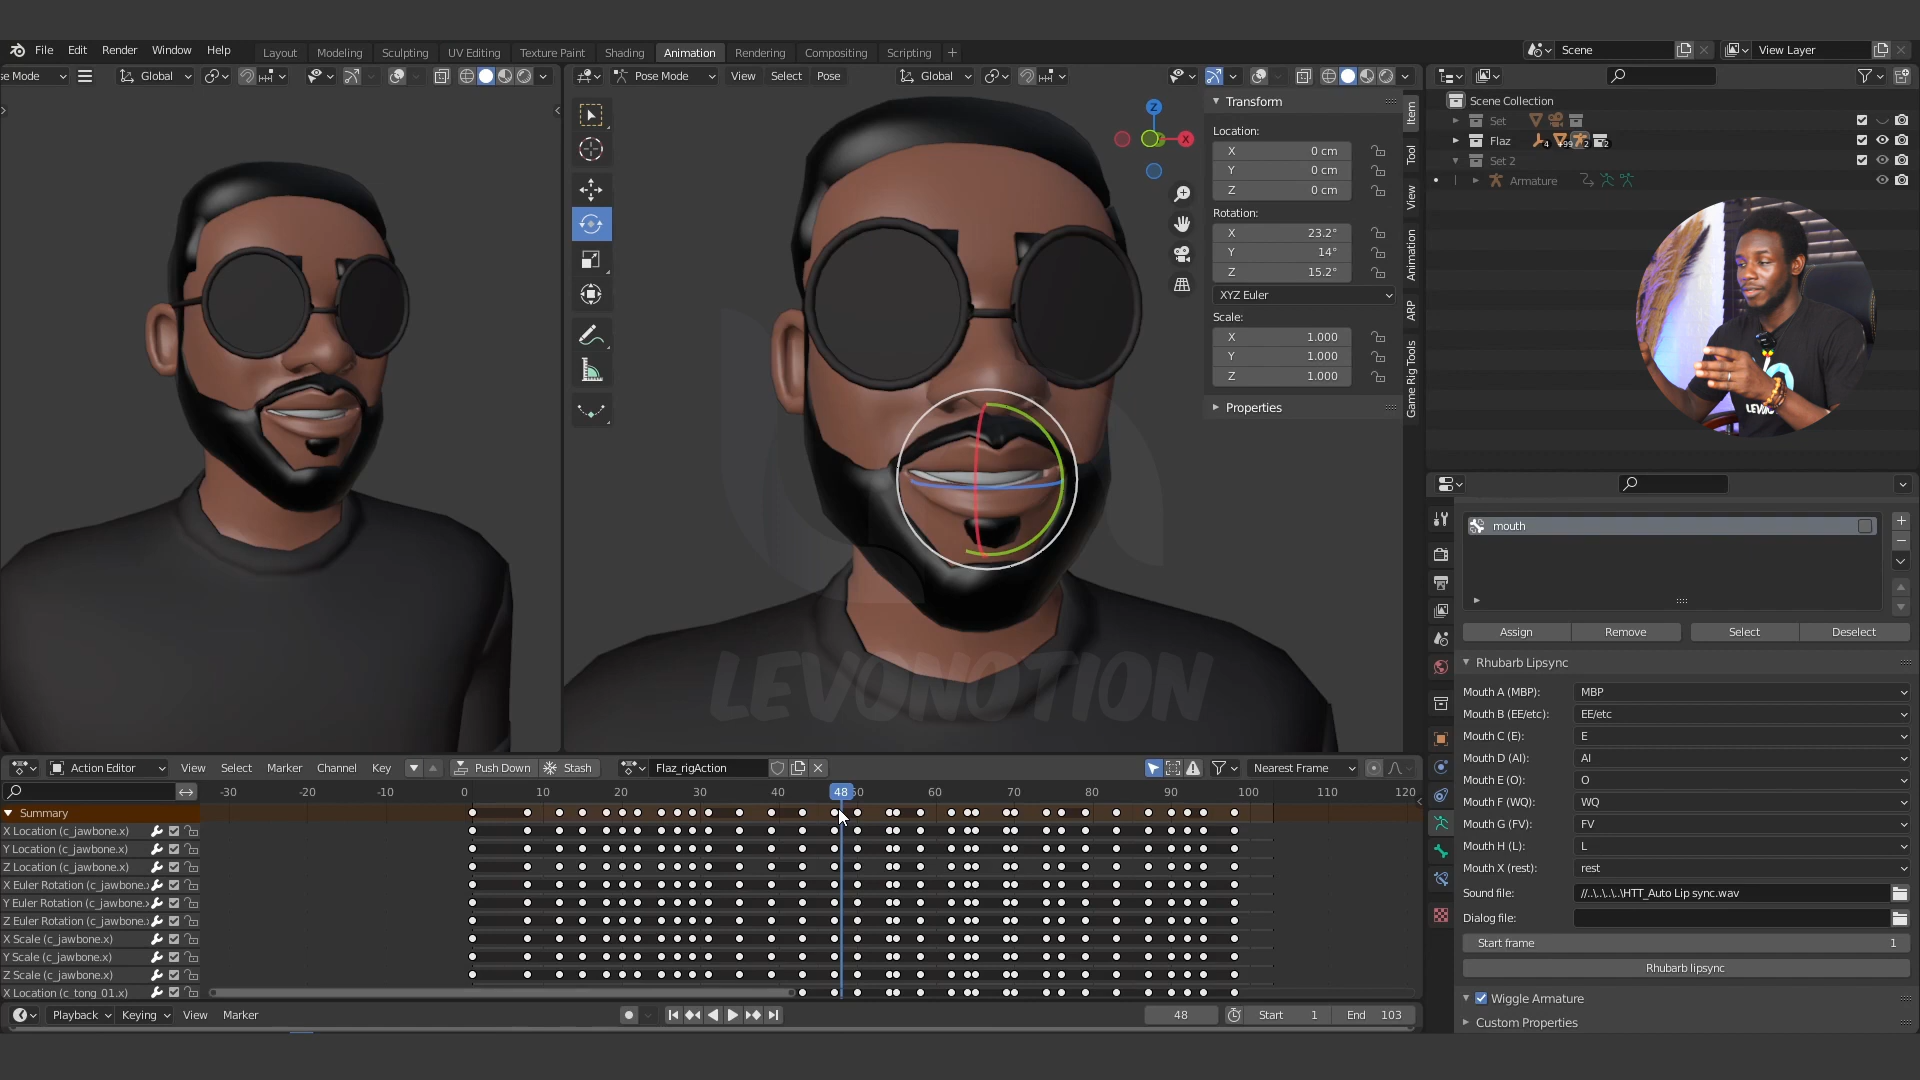 File Edit Render Window Help
Layout Modeling Sculpting UV Editing Texture Paint Shading Animation Rendering Compositing Scripting +
Scene
View Layer
se Mode Global
Pose Mode View Select Pose Global
Transform
Location:
X 0 cm
Y 0 cm
Z 0 cm
Rotation:
X 23.2°
Y 14°
Z 15.2°
XYZ Euler
Scale:
X 1.000
Y 1.000
Z 1.000
Properties
Item
Tool
View
Animation
ARP
Game Rig Tools
Z
X
Scene Collection
Set
Flaz 4 +99 2 2
Set 2
Armature
LEVONOTION
mouth
Assign Remove Select Deselect
Rhubarb Lipsync
Mouth A (MBP): MBP
Mouth B (EE/etc): EE/etc
Mouth C (E): E
Mouth D (AI): AI
Mouth E (O): O
Mouth F (WQ): WQ
Mouth G (FV): FV
Mouth H (L): L
Mouth X (rest): rest
Sound file: //..\..\..\..\HTT_Auto Lip sync.wav
Dialog file:
Start frame 1
Rhubarb lipsync
Wiggle Armature
Custom Properties
Action Editor View Select Marker Channel Key Push Down Stash Flaz_rigAction Nearest Frame
-30 -20 -10 0 10 20 30 40 48 50 60 70 80 90 100 110 120
Summary
X Location (c_jawbone.x)
Y Location (c_jawbone.x)
Z Location (c_jawbone.x)
X Euler Rotation (c_jawbone.x
Y Euler Rotation (c_jawbone.x
Z Euler Rotation (c_jawbone.x
X Scale (c_jawbone.x)
Y Scale (c_jawbone.x)
Z Scale (c_jawbone.x)
X Location (c_tong_01.x)
Playback Keying View Marker 48 Start 1 End 103